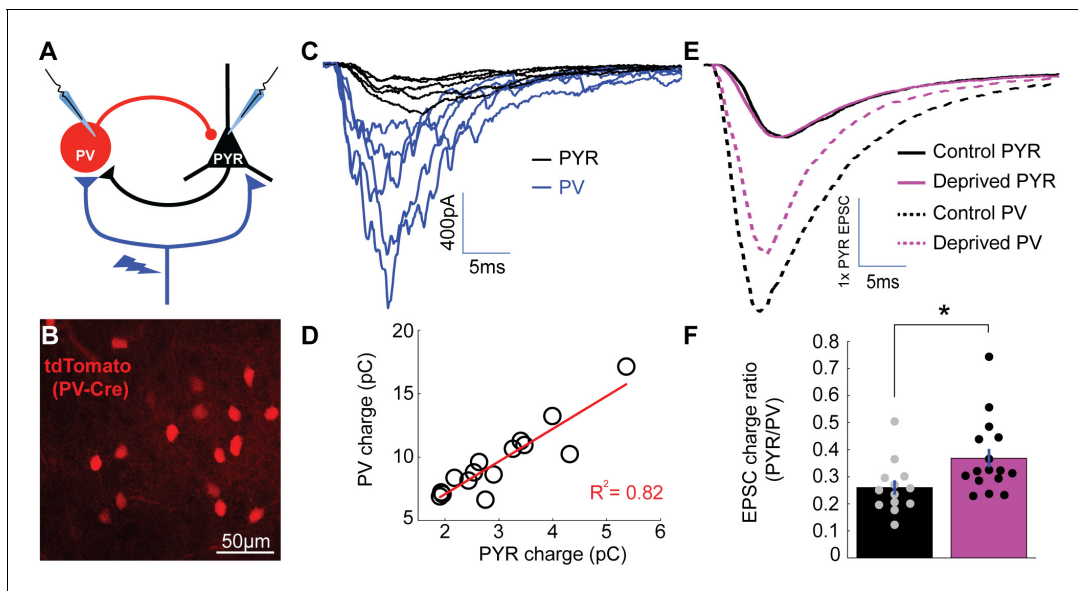 A
PV
PYR
B
tdTomato
(PV-Cre)
50µm
C
PYR
PV
400pA
5ms
D
PV charge (pC)
20
15
10
5
2
3
4
5
6
R²= 0.82
PYR charge (pC)
E
Control PYR
Deprived PYR
Control PV
Deprived PV
1x PYR EPSC
5ms
F
*
EPSC charge ratio
(PYR/PV)
0.8
0.7
0.6
0.5
0.4
0.3
0.2
0.1
0